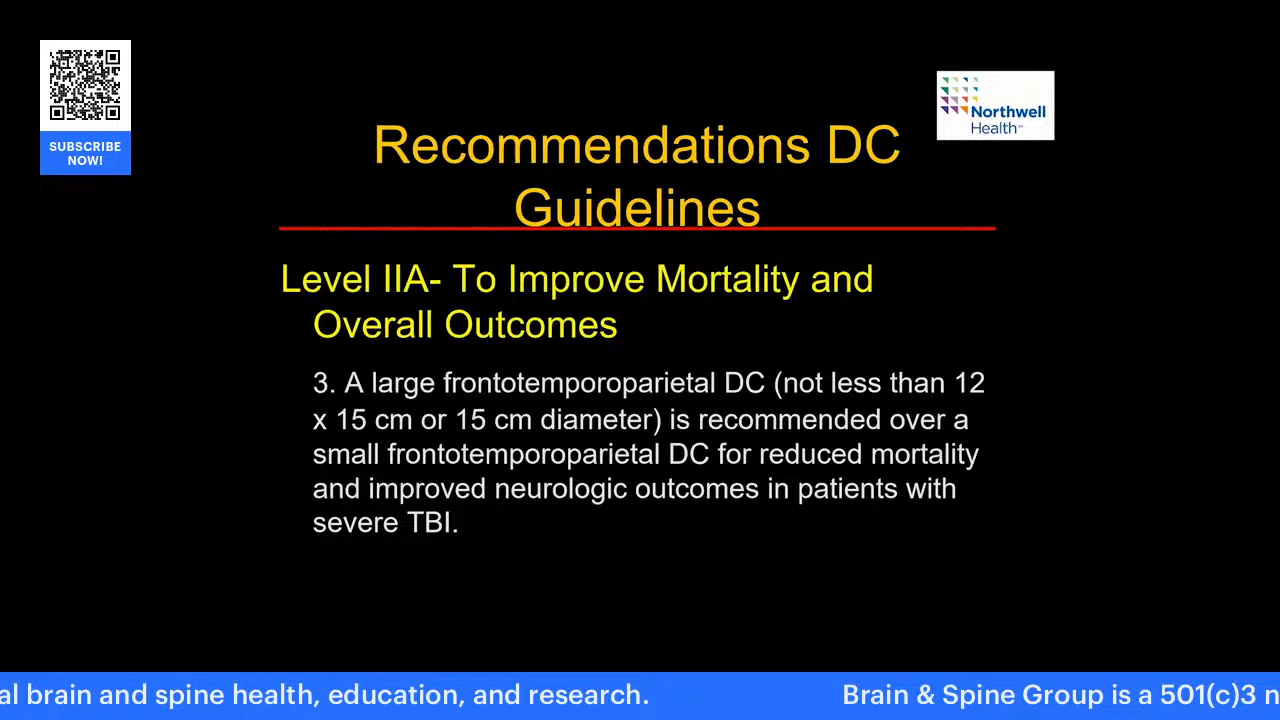 SUBSCRIBE
NOW!
Northwell
Health
Recommendations DC
Guidelines
Level IIA- To Improve Mortality and
Overall Outcomes
3. A large frontotemporoparietal DC (not less than 12
x 15 cm or 15 cm diameter) is recommended over a
small frontotemporoparietal DC for reduced mortality
and improved neurologic outcomes in patients with
severe TBI.
al brain and spine health, education, and research. Brain & Spine Group is a 501(c)3 n